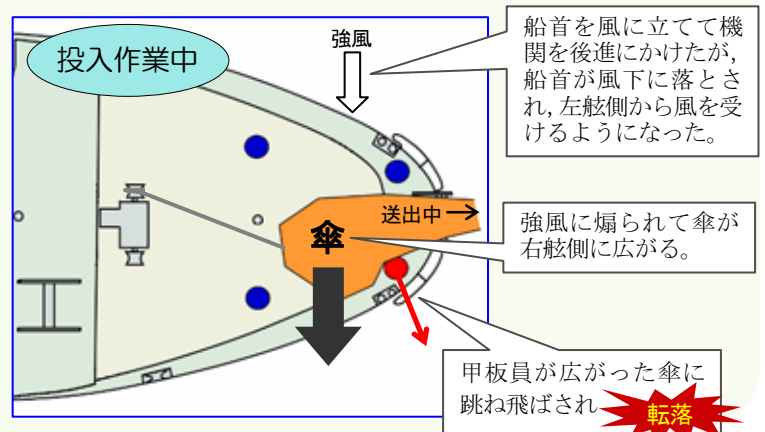 投入作業中
強風
船首を風に立てて機
関を後進にかけたが,
船首が風下に落とさ
れ,左舷側から風を受
けるようになった。
送出中
傘
強風に煽られて傘が
右舷側に広がる。
甲板員が広がった傘に
跳ね飛ばされ
転落